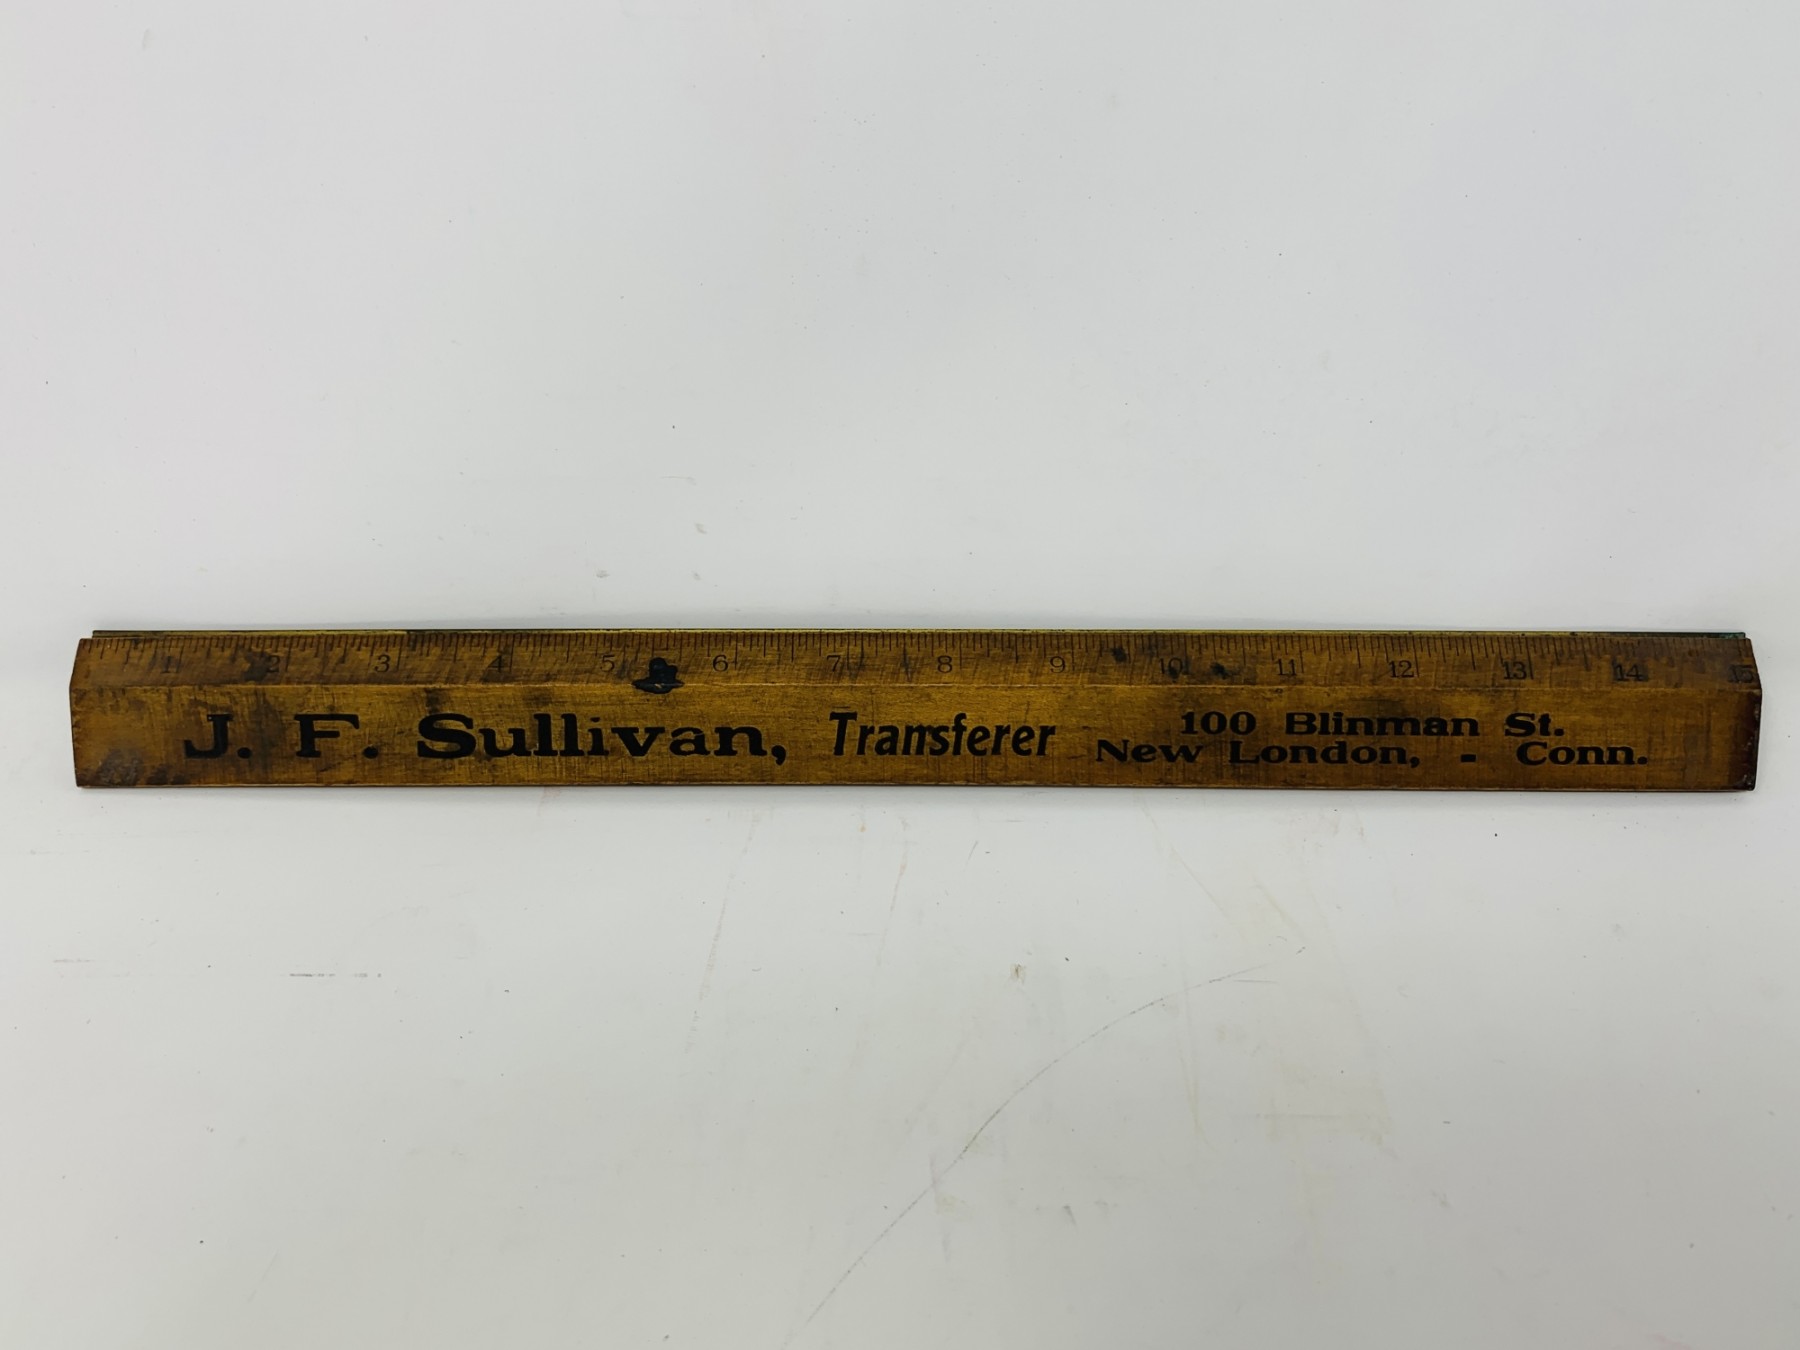 1 2 3 4 5 6 7 8 9 10 11 12 13 14 15
J. F. Sullivan, Transferer
100 Blinman St.
New London, - Conn.